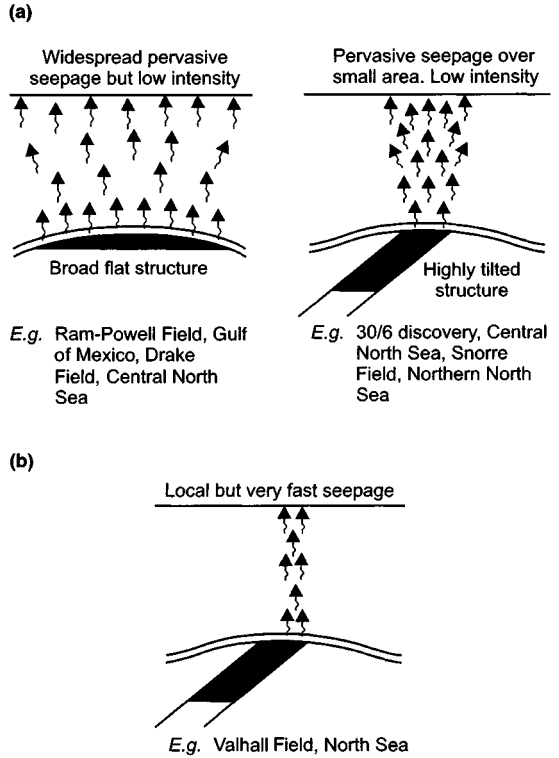 (a)
Widespread pervasive
seepage but low intensity
Broad flat structure
E.g. Ram-Powell Field, Gulf
of Mexico, Drake
Field, Central North
Sea
Pervasive seepage over
small area. Low intensity
Highly tilted
structure
E.g. 30/6 discovery, Central
North Sea, Snorre
Field, Northern North
Sea
(b)
Local but very fast seepage
E.g. Valhall Field, North Sea